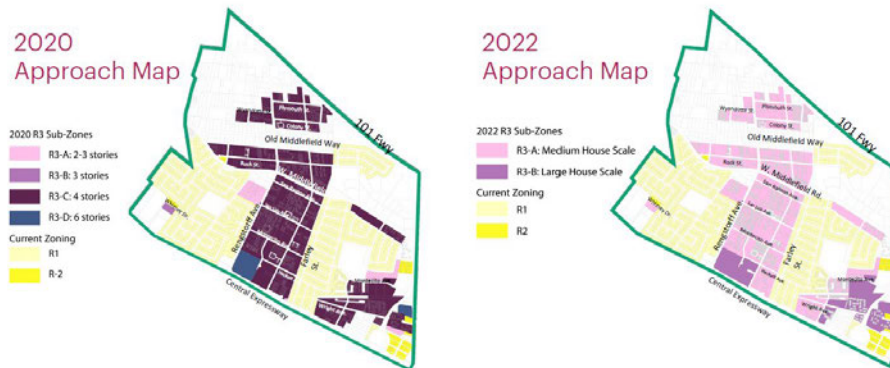 2020
Approach Map
2020 R3 Sub-Zones
R3-A: 2-3 stories
R3-B: 3 stories
R3-C: 4 stories
R3-D: 6 stories
Current Zoning
R1
R-2
Plymouth St.
Colony St.
101 Fwy
Old Middlefield Way
Rock St.
W. Middlefield
Rengstorff Ave.
Farley St.
Central Expressway
2022
Approach Map
2022 R3 Sub-Zones
R3-A: Medium House Scale
R3-B: Large House Scale
Current Zoning
R1
R2
Plymouth St.
Colony St.
101 Fwy
Old Middlefield Way
Rock St.
W. Middlefield Rd.
Rengstorff Ave.
Farley St.
Central Expressway